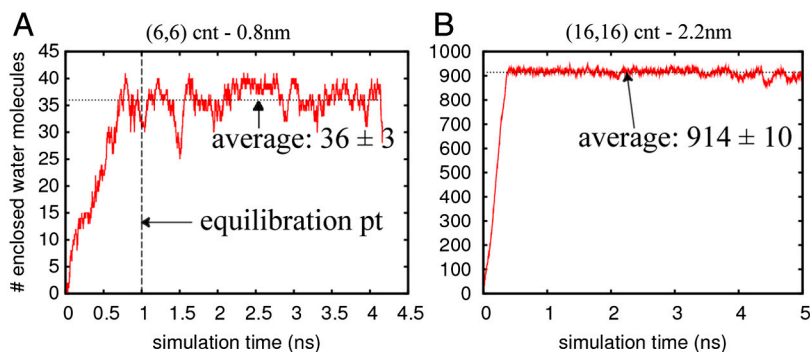 A
(6,6) cnt - 0.8nm
# enclosed water molecules
45
40
35
30
25
20
15
10
5
0
average: 36 ± 3
equilibration pt
0 0.5 1 1.5 2 2.5 3 3.5 4 4.5
simulation time (ns)
B
(16,16) cnt - 2.2nm
1000
900
800
700
600
500
400
300
200
100
0
average: 914 ± 10
0 1 2 3 4 5
simulation time (ns)